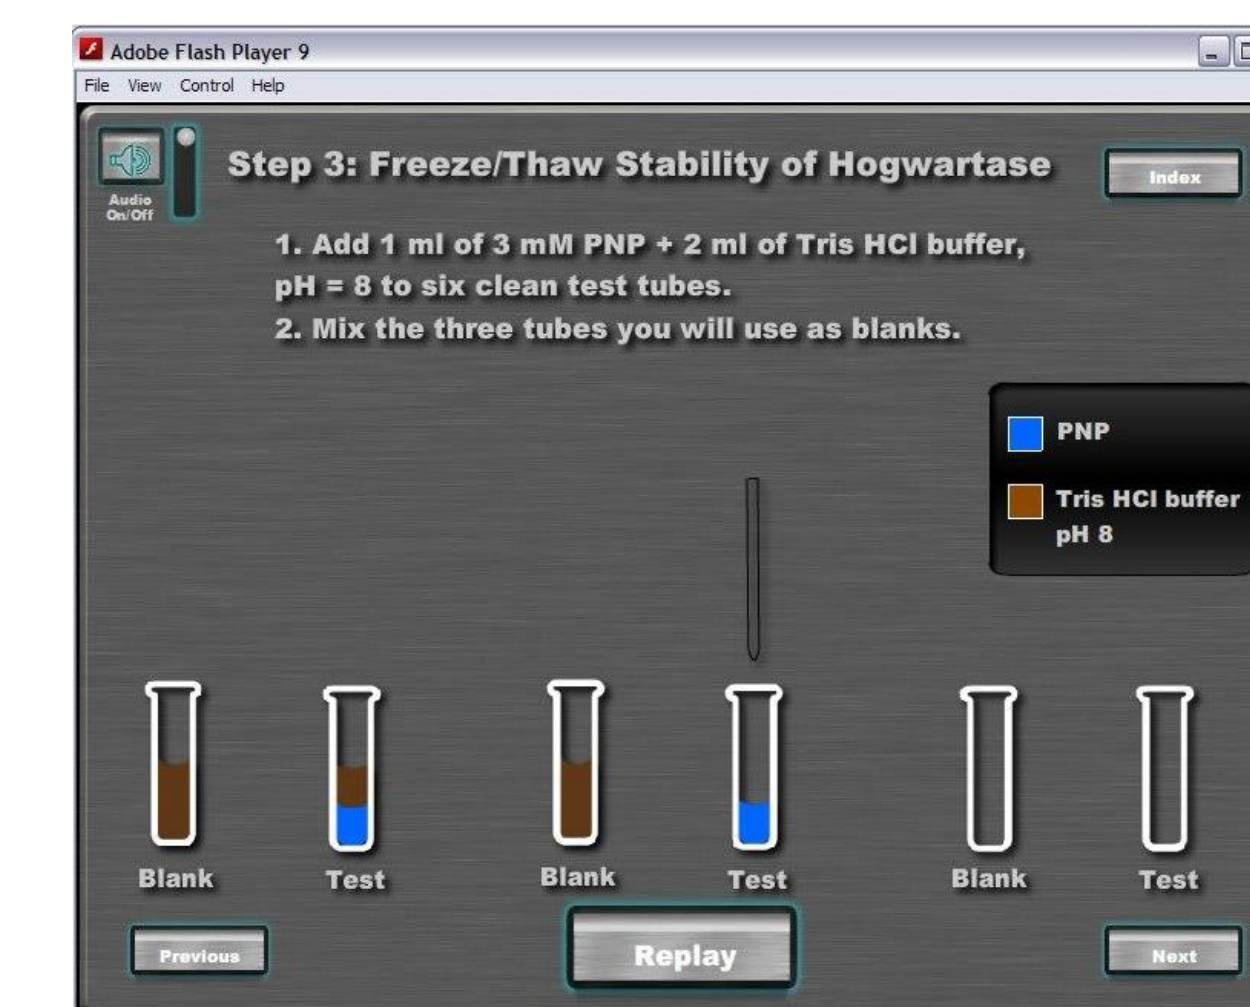 Adobe Flash Player 9
File View Control Help
Step 3: Freeze/Thaw Stability of Hogwartase
Index
Audio
On/Off
1. Add 1 ml of 3 mM PNP + 2 ml of Tris HCl buffer,
pH = 8 to six clean test tubes.
2. Mix the three tubes you will use as blanks.
PNP
Tris HCl buffer
pH 8
Blank Test Blank Test Blank Test
Previous Replay Next